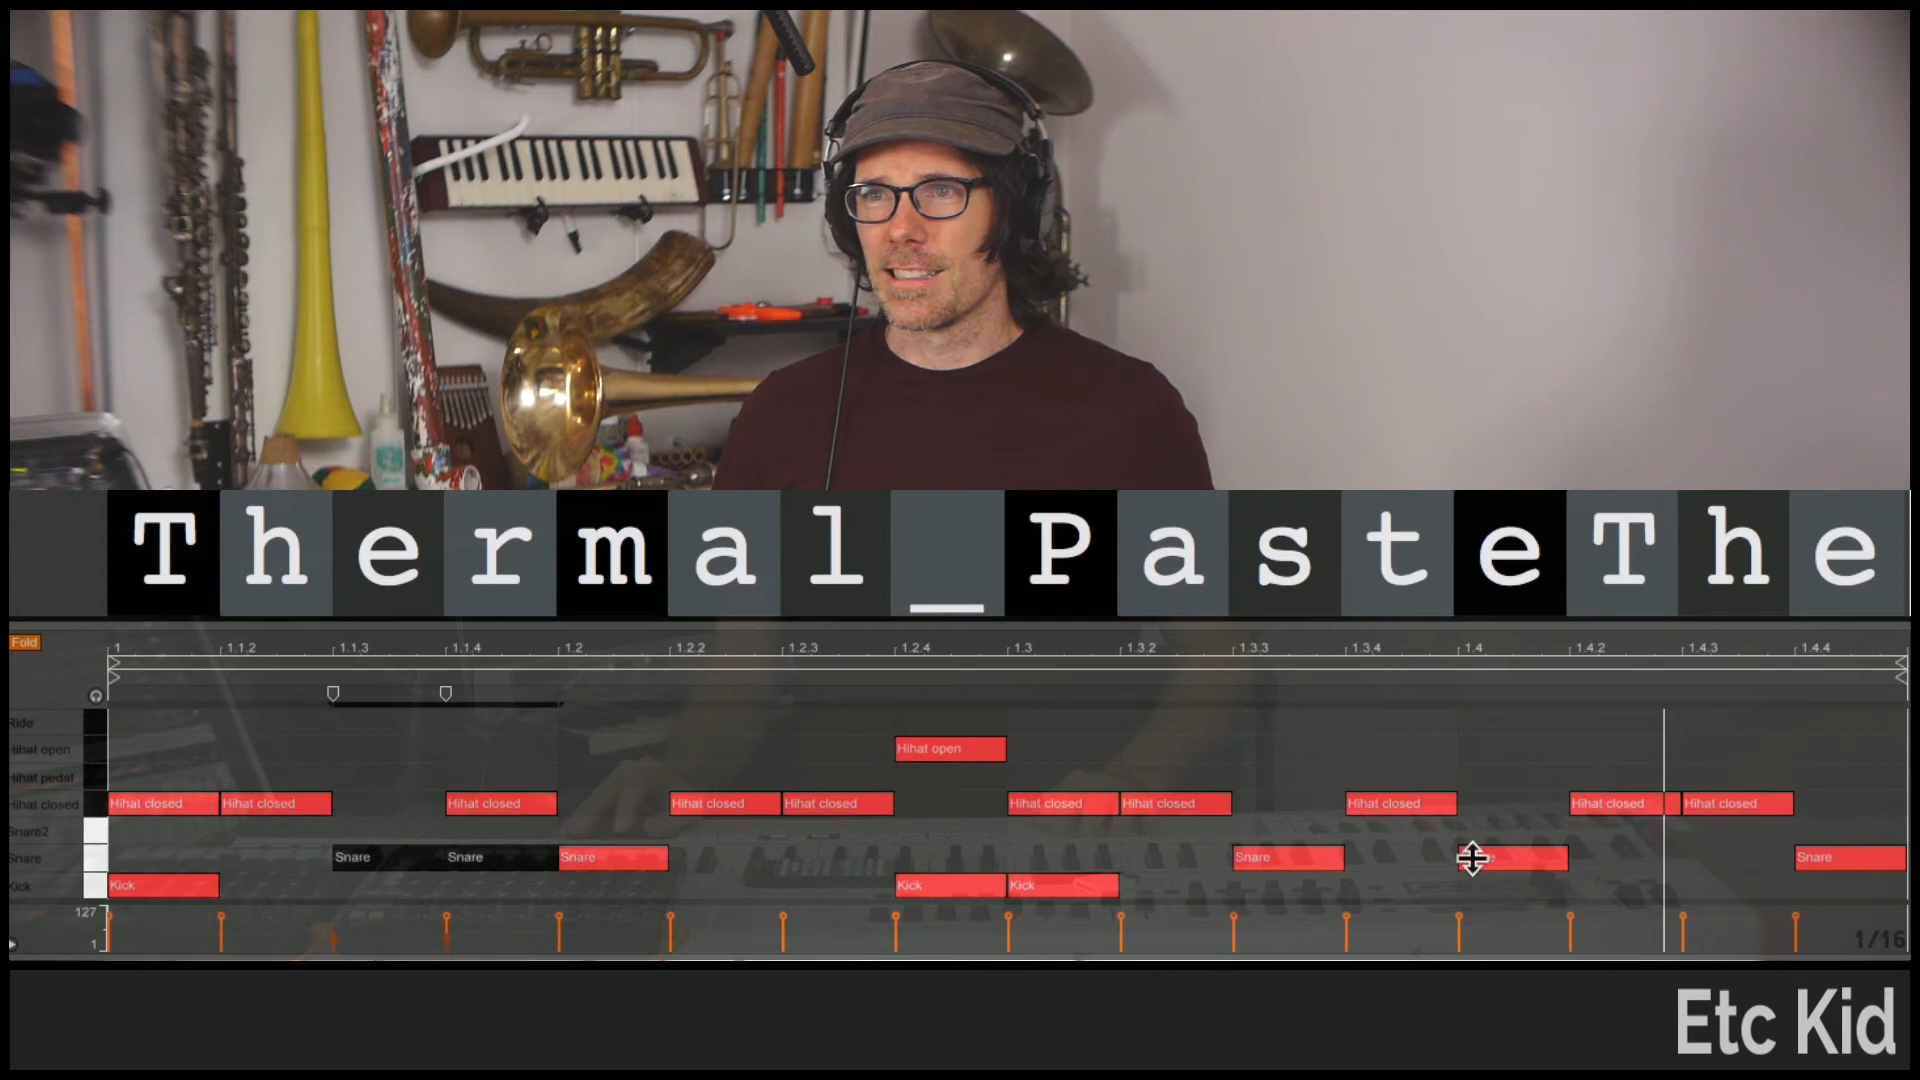 Thermal_PasteThe
Fold
1 1.1.2 1.1.3 1.1.4 1.2 1.2.2 1.2.3 1.2.4 1.3 1.3.2 1.3.3 1.3.4 1.4 1.4.2 1.4.3 1.4.4
Ride
Hihat open Hihat open
Hihat pedal
Hihat closed Hihat closed Hihat closed Hihat closed Hihat closed Hihat closed Hihat closed Hihat closed Hihat closed Hihat closed Hihat closed
Snare2
Snare Snare Snare Snare Snare Snare
Kick Kick Kick Kick
127
1
1/16
Etc Kid